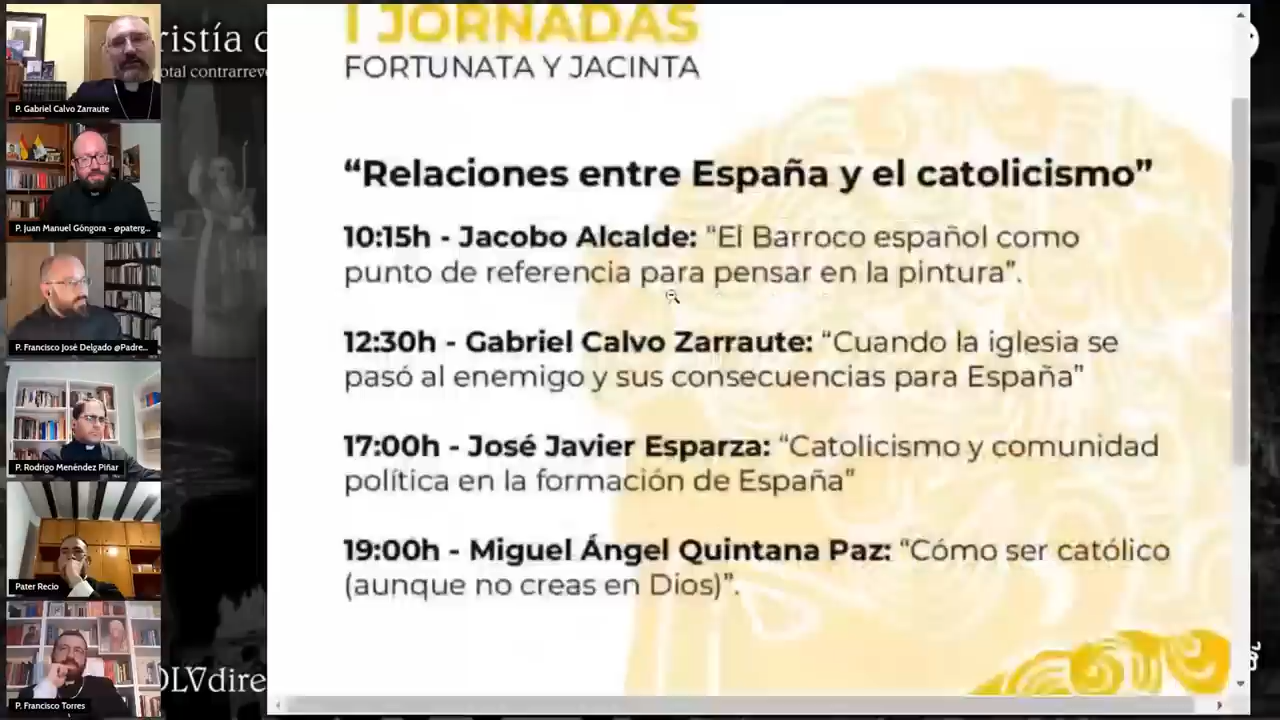 P. Gabriel Calvo Zarraute
P. Juan Manuel Góngora - @paterg...
P. Francisco José Delgado @Padre...
P. Rodrigo Menéndez Piñar
Pater Recio
P. Francisco Torres
ristía d
otal contrarrev
DLVdire
I JORNADAS
FORTUNATA Y JACINTA
“Relaciones entre España y el catolicismo”
10:15h - Jacobo Alcalde: “El Barroco español como
punto de referencia para pensar en la pintura”.
12:30h - Gabriel Calvo Zarraute: “Cuando la iglesia se
pasó al enemigo y sus consecuencias para España”
17:00h - José Javier Esparza: “Catolicismo y comunidad
política en la formación de España”
19:00h - Miguel Ángel Quintana Paz: “Cómo ser católico
(aunque no creas en Dios)”.